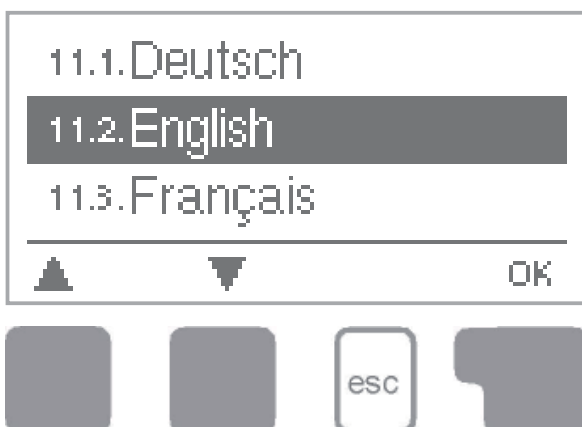 11.1.Deutsch
11.2.English
11.3.Français
▲ ▼ OK
esc